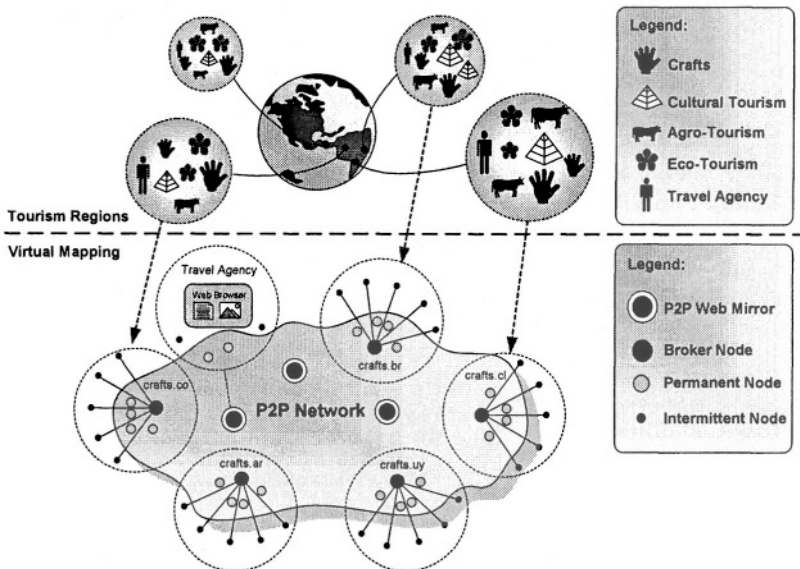 Legend:
Crafts
Cultural Tourism
Agro-Tourism
Eco-Tourism
Travel Agency
Tourism Regions
Virtual Mapping
Travel Agency
Web Browser
Legend:
P2P Web Mirror
Broker Node
Permanent Node
Intermittent Node
crafts.br
crafts.co
crafts.cl
P2P Network
crafts.ar
crafts.uy